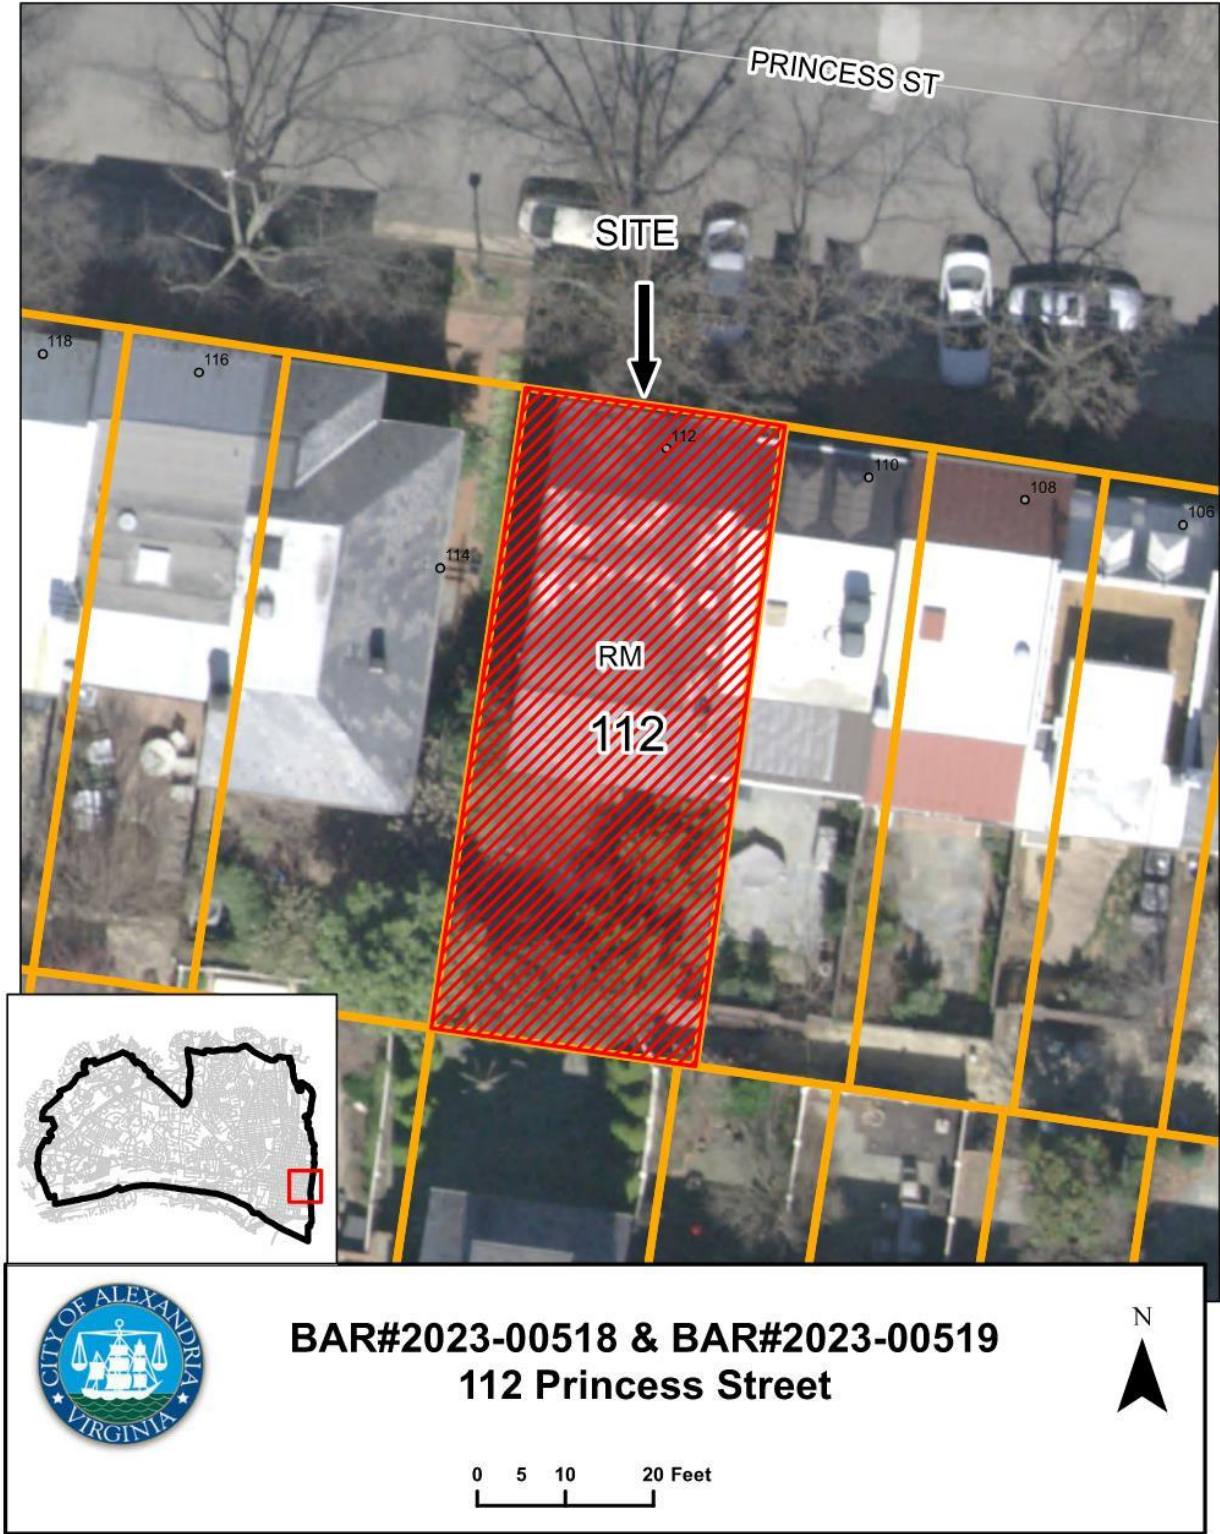 PRINCESS ST
SITE
118
116
112
110
108
106
114
RM
112
CITY OF ALEXANDRIA
VIRGINIA
BAR#2023-00518 & BAR#2023-00519
112 Princess Street
N
0 5 10 20 Feet